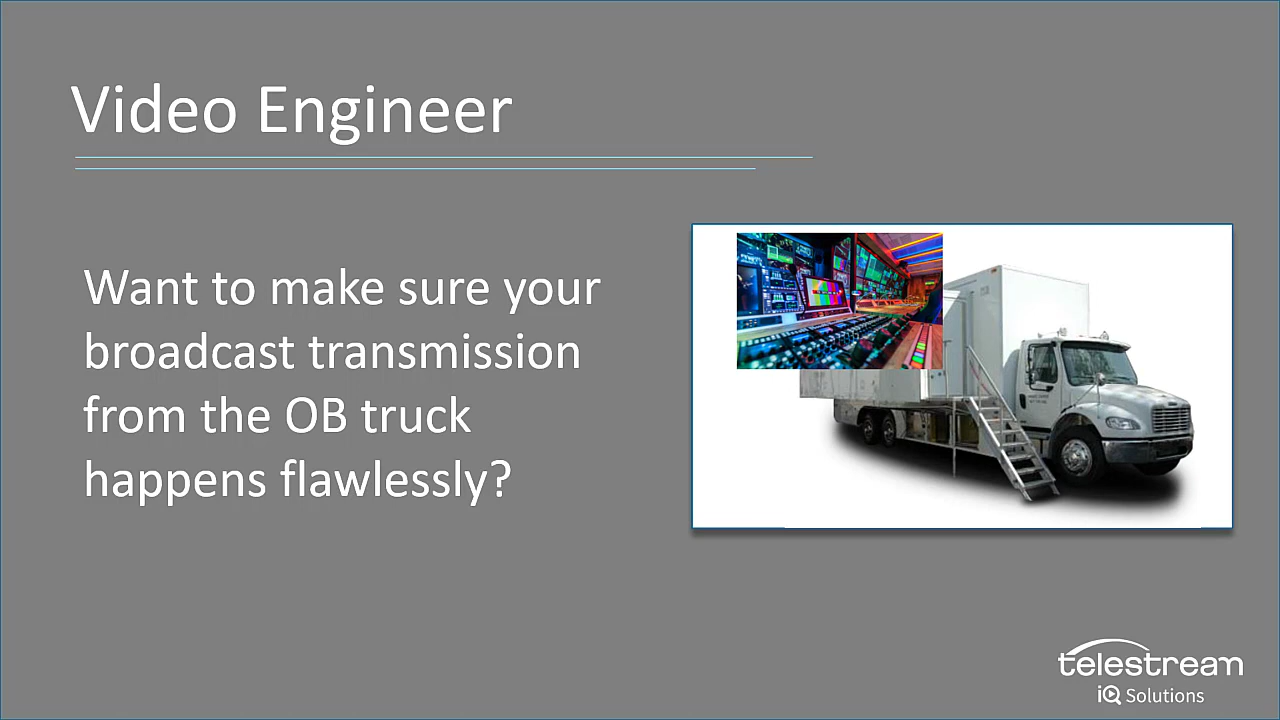 Video Engineer
Want to make sure your
broadcast transmission
from the OB truck
happens flawlessly?
telestream
iQ Solutions